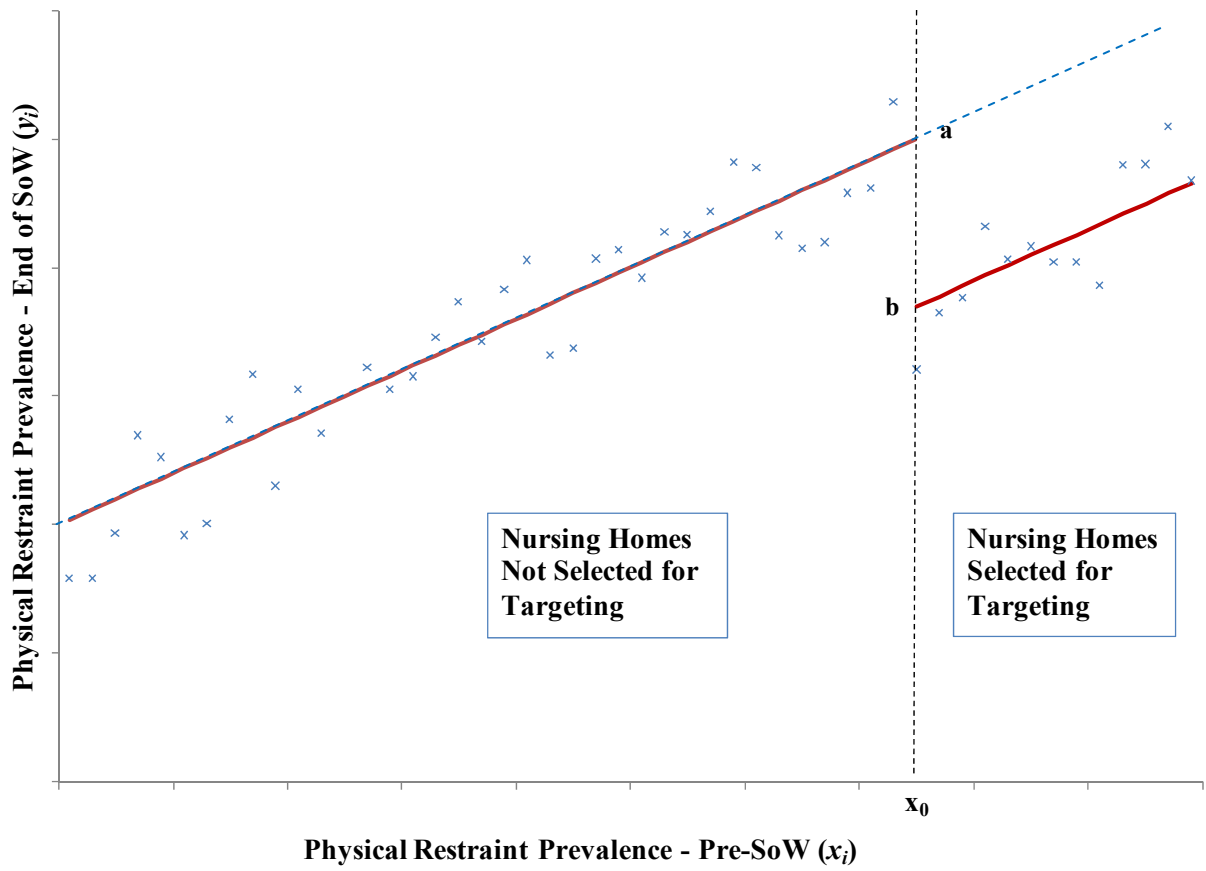 Physical Restraint Prevalence - End of SoW (yᵢ)
a
b
Nursing Homes
Not Selected for
Targeting
Nursing Homes
Selected for
Targeting
x₀
Physical Restraint Prevalence - Pre-SoW (xᵢ)